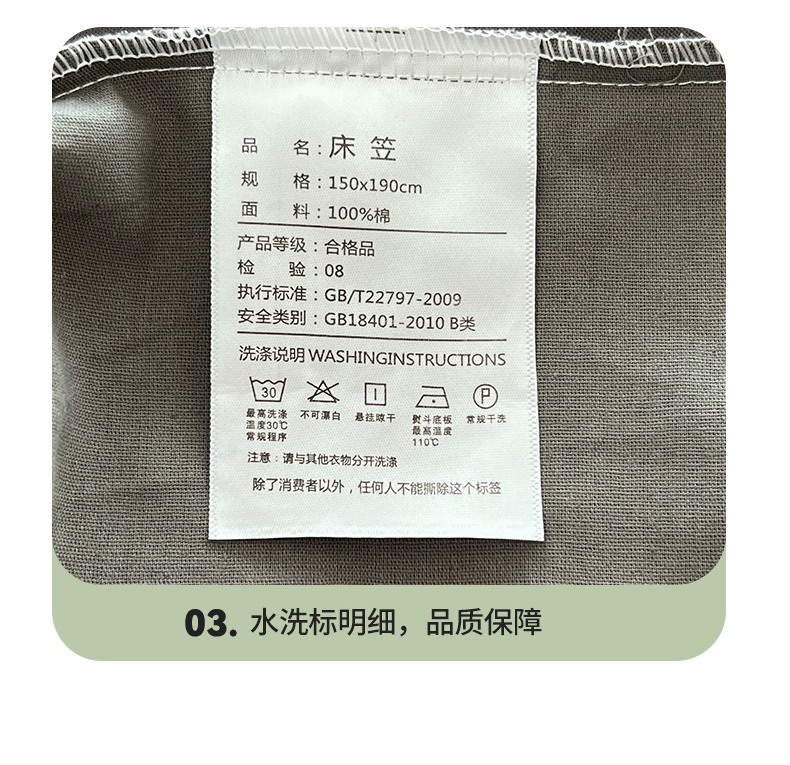 品 名：床 笠
规 格：150x190cm
面 料：100%棉
产品等级：合格品
检 验：08
执行标准：GB/T22797-2009
安全类别：GB18401-2010 B类
洗涤说明 WASHINGINSTRUCTIONS
30 P
最高洗涤
温度30℃
常规程序
不可漂白
悬挂晾干
熨斗底板
最高温度
110℃
常规干洗
注意：请与其他衣物分开洗涤
除了消费者以外，任何人不能撕除这个标签
03. 水洗标明细，品质保障